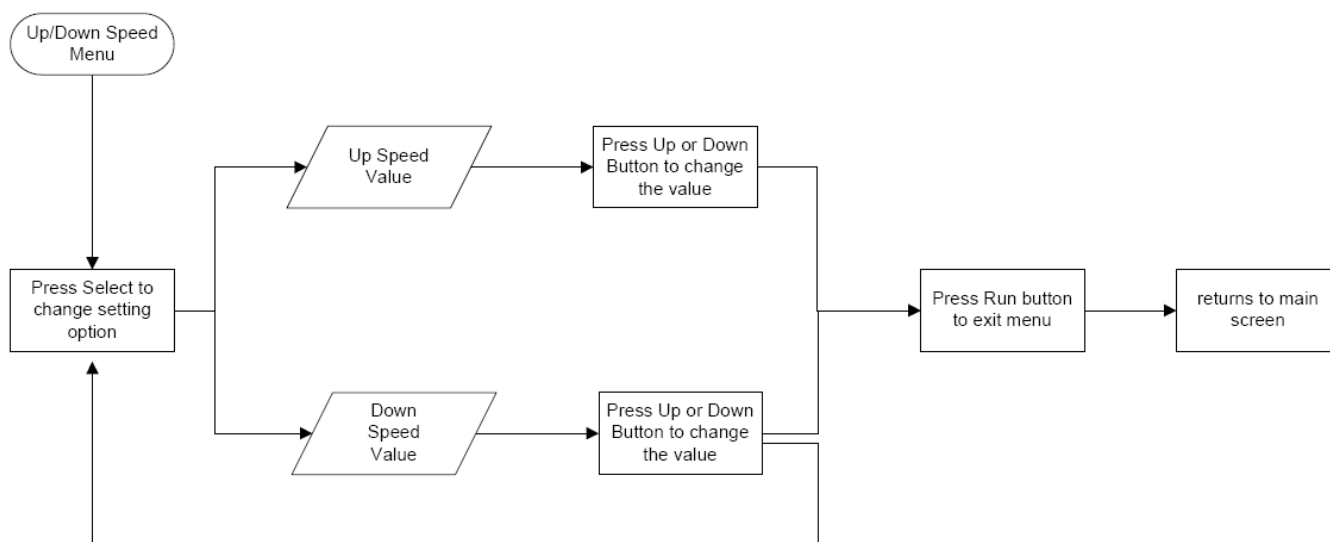 Up/Down Speed
Menu
Up Speed
Value
Press Up or Down
Button to change
the value
Press Select to
change setting
option
Press Run button
to exit menu
returns to main
screen
Down
Speed
Value
Press Up or Down
Button to change
the value